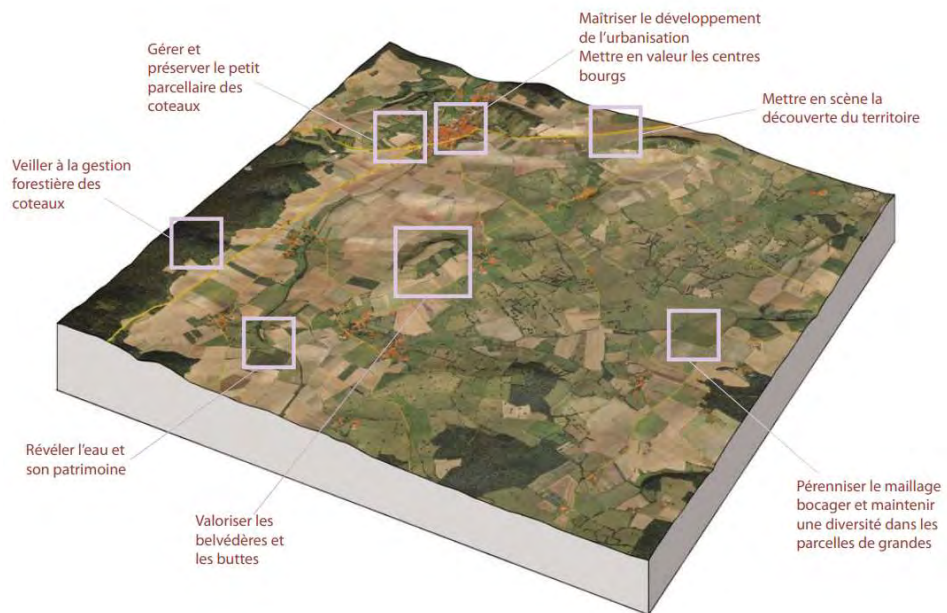 Maîtriser le développement
de l’urbanisation
Mettre en valeur les centres
bourgs
Gérer et
préserver le petit
parcellaire des
coteaux
Mettre en scène la
découverte du territoire
Veiller à la gestion
forestière des
coteaux
Révéler l’eau et
son patrimoine
Valoriser les
belvédères et
les buttes
Pérenniser le maillage
bocager et maintenir
une diversité dans les
parcelles de grandes